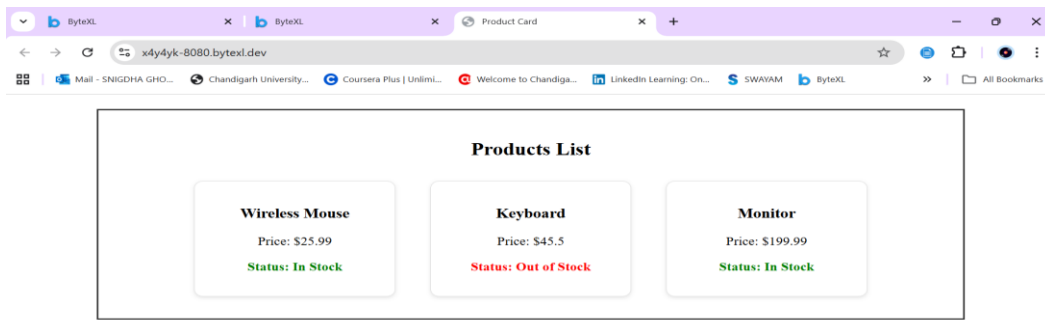 ByteXL ByteXL Product Card
x4y4yk-8080.bytexl.dev
Mail - SNIGDHA GHO... Chandigarh University... Coursera Plus | Unlimi... Welcome to Chandiga... LinkedIn Learning: On... SWAYAM ByteXL All Bookmarks
Products List
Wireless Mouse Keyboard Monitor
Price: $25.99 Price: $45.5 Price: $199.99
Status: In Stock Status: Out of Stock Status: In Stock